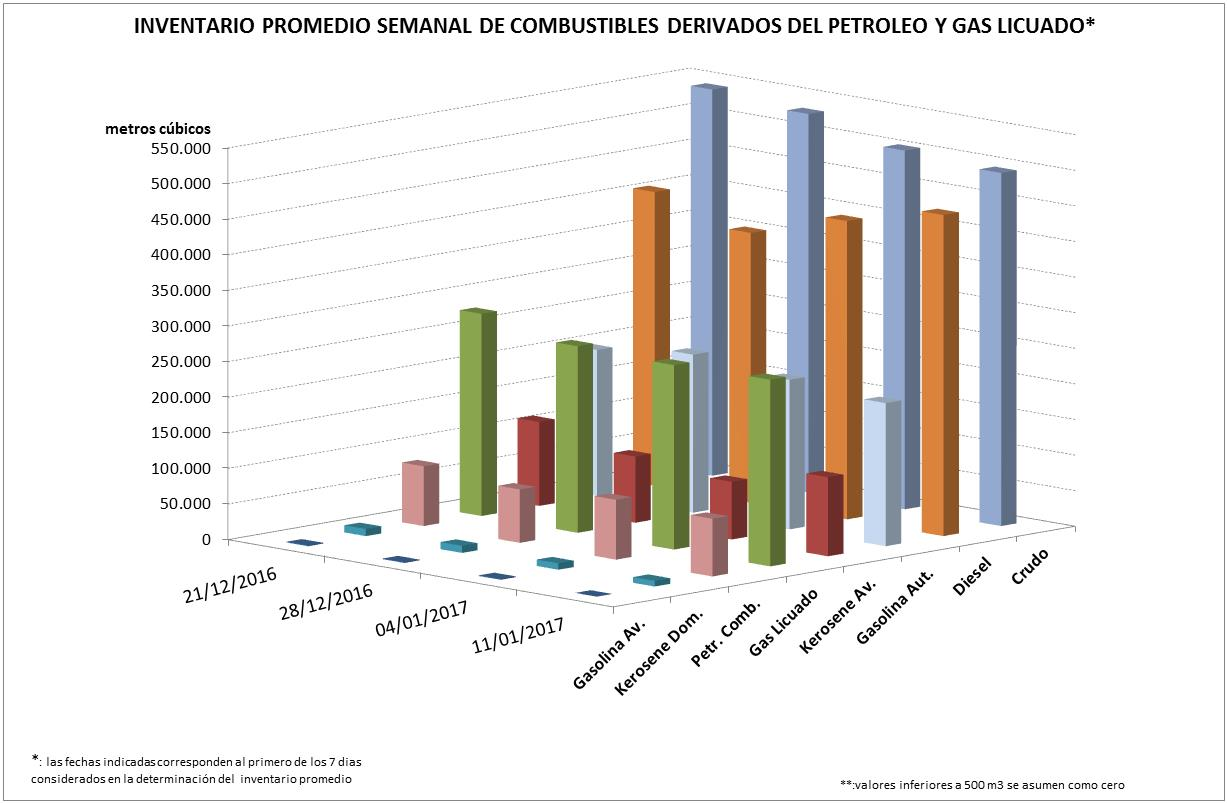 INVENTARIO PROMEDIO SEMANAL DE COMBUSTIBLES DERIVADOS DEL PETROLEO Y GAS LICUADO*
metros cúbicos
550.000
500.000
450.000
400.000
350.000
300.000
250.000
200.000
150.000
100.000
50.000
0
21/12/2016
28/12/2016
04/01/2017
11/01/2017
Gasolina Av.
Kerosene Dom.
Petr. Comb.
Gas Licuado
Kerosene Av.
Gasolina Aut.
Diesel
Crudo
*: las fechas indicadas corresponden al primero de los 7 dias
considerados en la determinación del inventario promedio
**:valores inferiores a 500 m3 se asumen como cero